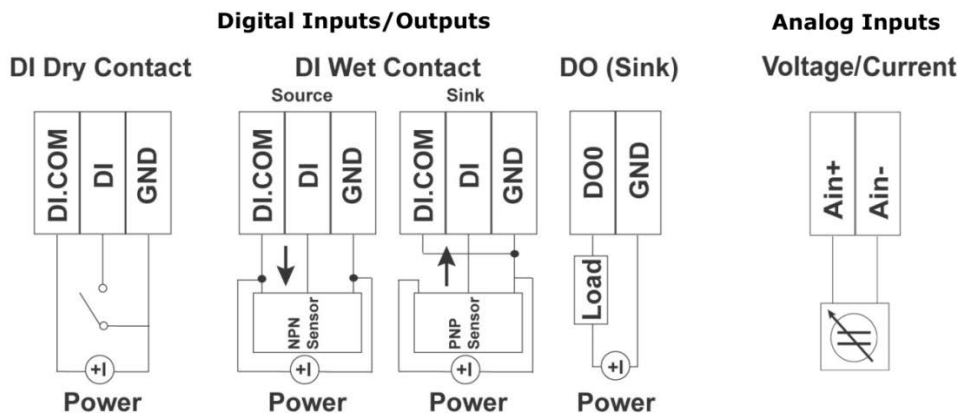 Digital Inputs/Outputs
Analog Inputs
DI Dry Contact
DI Wet Contact
DO (Sink)
Voltage/Current
Source
Sink
DI.COM
DI
GND
DI.COM
DI
GND
DI.COM
DI
GND
DO0
GND
Ain+
Ain-
NPN
Sensor
PNP
Sensor
Load
Power
Power
Power
Power